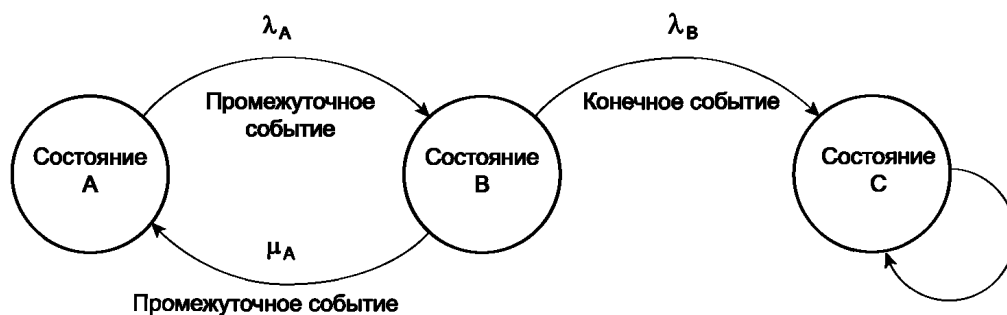 λA
λB
Промежуточное
событие
Конечное событие
Состояние
A
Состояние
B
Состояние
C
μA
Промежуточное событие